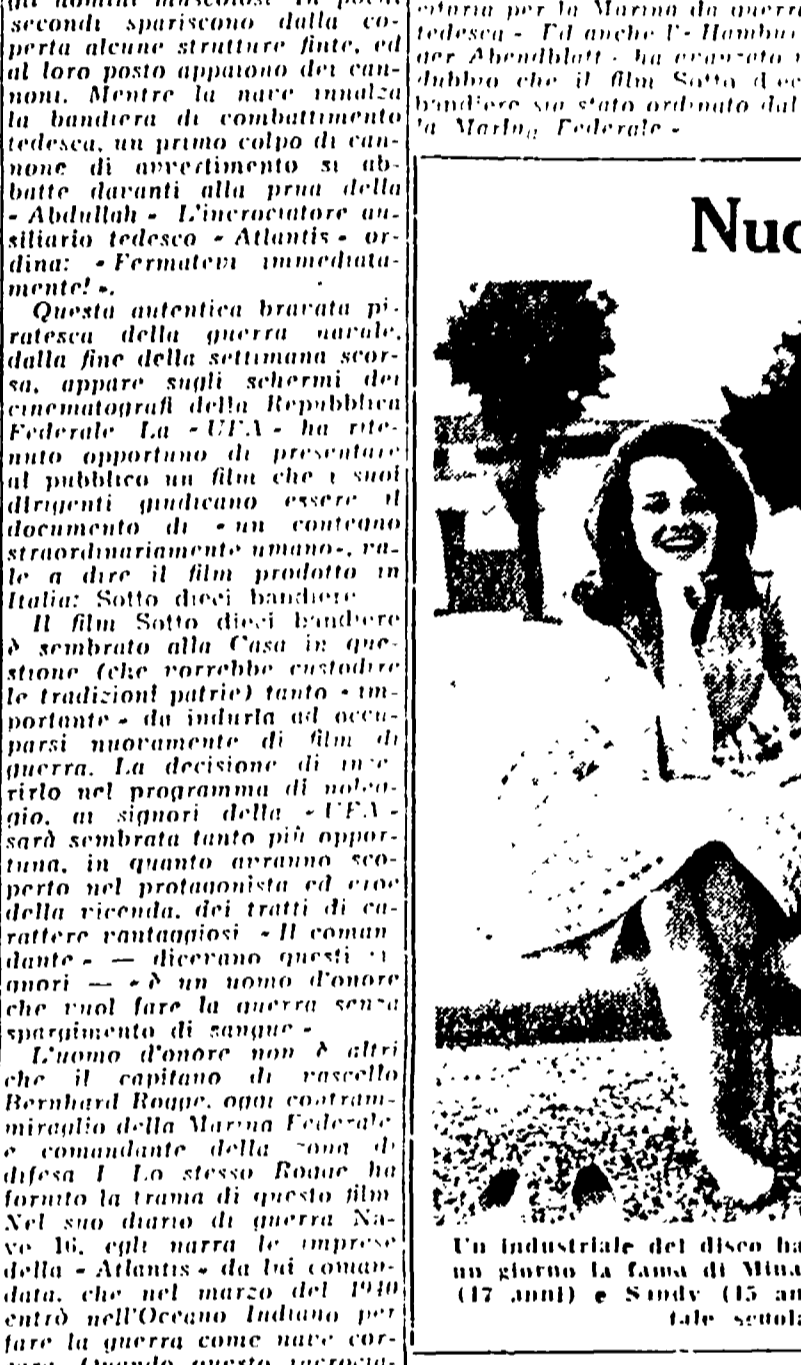 secondi spariscono dalla co-
perta alcune strutture finte, ed
al loro posto appaiono dei can-
noni. Mentre la nave innalza
la bandiera di combattimento
tedesca, un primo colpo di can-
none di avvertimento si ab-
batte davanti alla prua della
- Abdullah - L'incrociatore au-
siliario tedesco - Atlantis - or-
dina: - Fermatevi immediata-
mente! -.
Questa autentica bravata pi-
ratesca della guerra navale,
dalla fine della settimana scor-
sa, appare sugli schermi dei
cinematografi della Repubblica
Federale La - UFA - ha rite-
nuto opportuno di presentare
al pubblico un film che i suoi
dirigenti giudicano essere il
documento di - un contegno
straordinariamente umano-, va-
le a dire il film prodotto in
Italia: Sotto dieci bandiere
Il film Sotto dieci bandiere
è sembrato alla Casa in que-
stione (che vorrebbe custodire
le tradizioni patrie) tanto - im-
portante - da indurla ad occu-
parsi nuovamente di film di
guerra. La decisione di inse
rirlo nel programma di noleg-
gio, ai signori della - UFA -
sarà sembrata tanto più oppor-
tuna, in quanto avranno sco-
perto nel protagonista ed eroe
della vicenda, dei tratti di ca-
rattere vantaggiosi - Il coman
dante - — dicevano questi si
gnori — - è un uomo d'onore
che vuol fare la guerra senza
spargimento di sangue -
L'uomo d'onore non è altri
che il capitano di vascello
Bernhard Rogge, oggi contram-
miraglio della Marina Federale
e comandante della zona di
difesa I Lo stesso Rogge ha
fornito la trama di questo film
Nel suo diario di guerra Na-
ve 16, egli narra le imprese
della - Atlantis - da lui coman-
data, che nel marzo del 1940
entrò nell'Oceano Indiano per
fare la guerra come nave cor-
Quando questo incrocia-
per la Marina da guerra
tedesca - Ed anche l'- Hambur
ger Abendblatt - ha avanzato
dubbio che il film Sotto diec
bandiere sia stato ordinato dal
la Marina Federale -
Nuo
Un industriale del disco ha
un giorno la fama di Mina
(17 anni) e Sandy (15 an
tale scuola